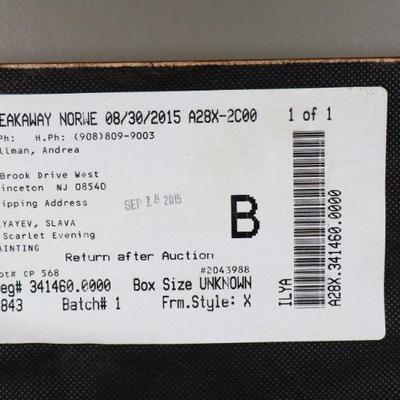 EAKAWAY NORWE 08/30/2015 A28X-2C00 1 of 1
Ph: H.Ph: (908)809-9003
llman, Andrea
Brook Drive West
inceton NJ 08540
ipping Address
SEP 18 2015
B
YAYEV, SLAVA
Scarlet Evening
AINTING
Return after Auction
ot# CP 568 #2043988
eg# 341460.0000 Box Size UNKNOWN
843 Batch# 1 Frm.Style: X
ILYA
A28X.341460.0000